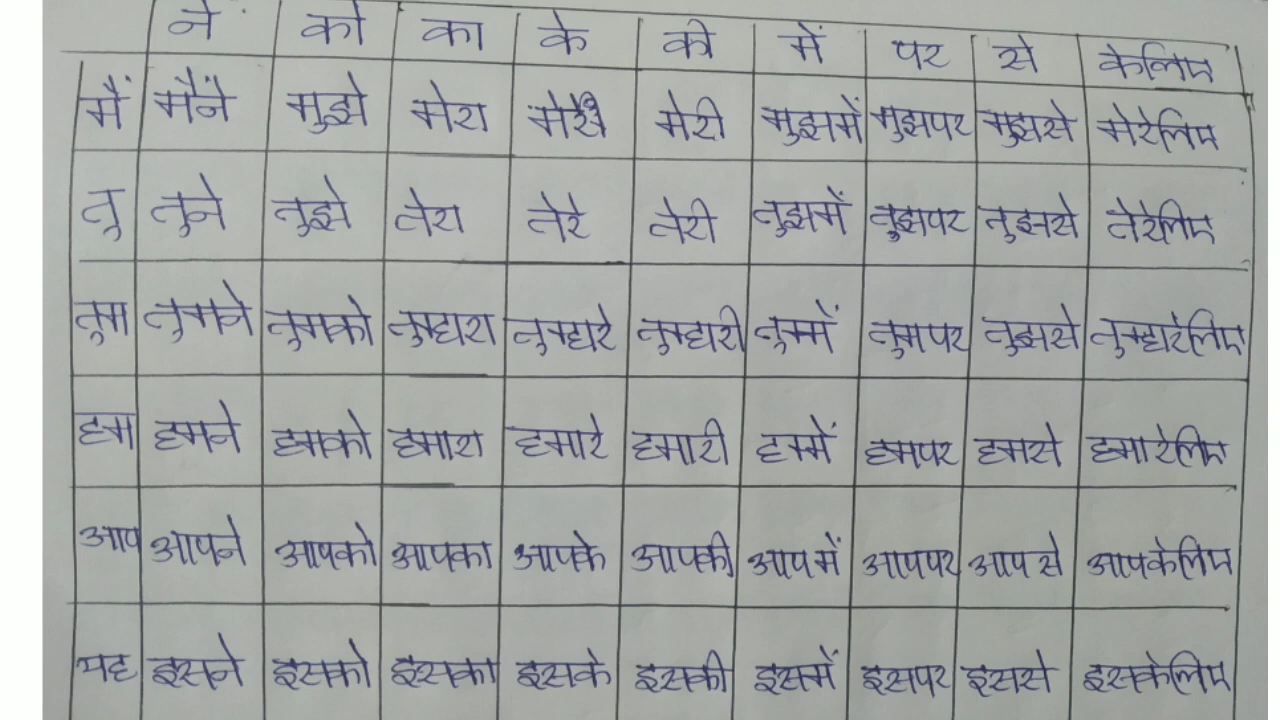 ने को का के की में पर से केलिए
मैं मैंने मुझे मेरा मेरी मुझमें मुझपर मुझसे मेरेलिए
तु तुने तुझे तेरा तेरे तेरी तुझमें तुझपर तुझसे तेरेलिए
तुम तुमने तुमको तुम्हारा तुम्हारे तुम्हारी तुममें तुमपर तुझसे तुम्हारेलिए
हम हमने हमको हमारा हमारे हमारी हममें हमपर हमसे हमारेलिए
आप आपने आपको आपका आपके आपकी आपमें आपपर आप से आपकेलिए
यह इसने इसको इसका इसके इसकी इसमें इसपर इससे इसकेलिए